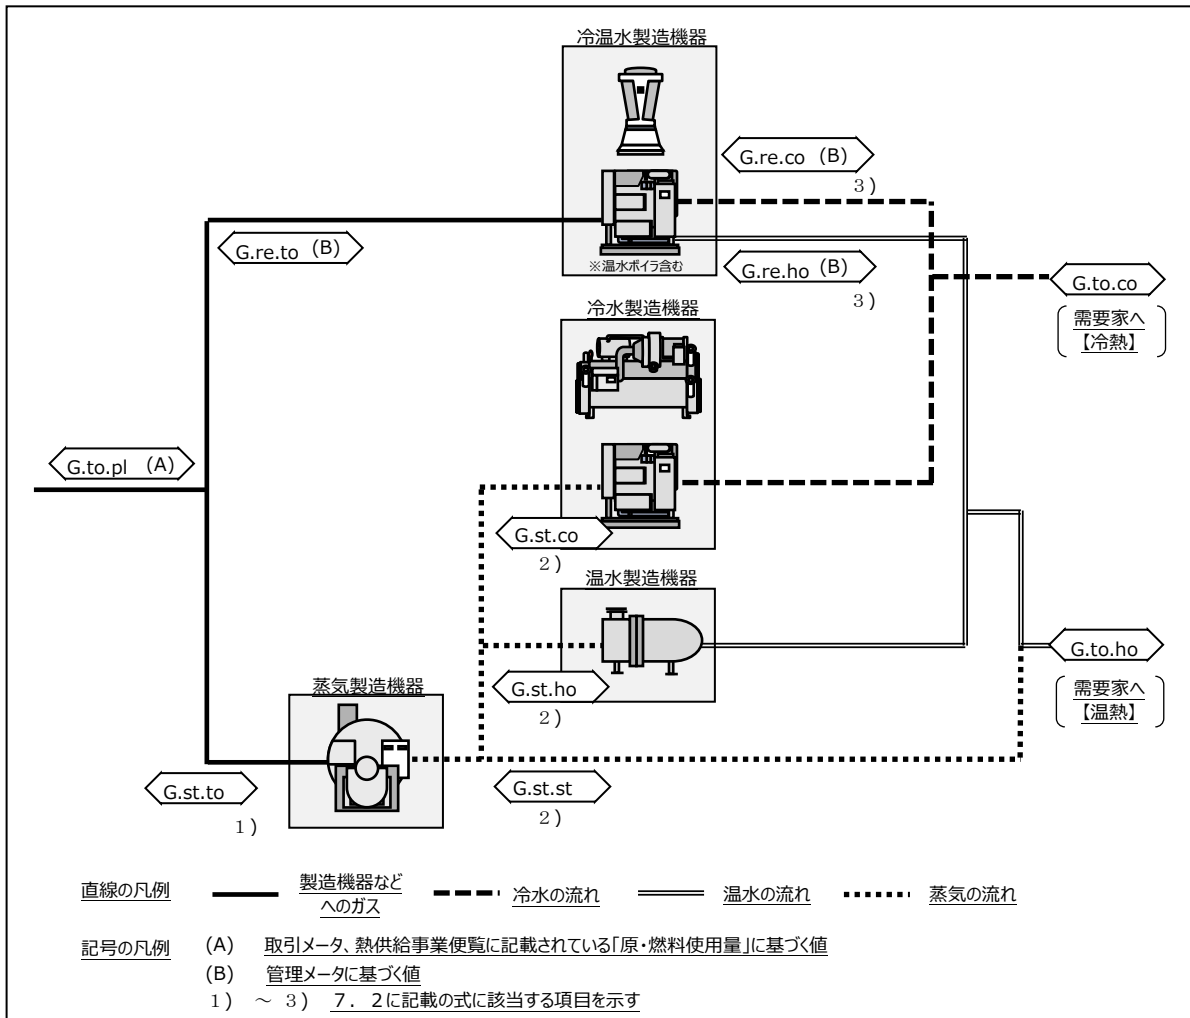 冷温水製造機器
G.re.co (B)
3)
G.re.to (B)
※温水ボイラ含む
G.re.ho (B)
3)
G.to.co
需要家へ
【冷熱】
冷水製造機器
G.to.pl (A)
G.st.co
2)
温水製造機器
G.to.ho
需要家へ
【温熱】
G.st.ho
2)
蒸気製造機器
G.st.to
1)
G.st.st
2)
直線の凡例
製造機器など
へのガス
冷水の流れ
温水の流れ
蒸気の流れ
記号の凡例
(A) 取引メータ、熱供給事業便覧に記載されている「原・燃料使用量」に基づく値
(B) 管理メータに基づく値
1) ~ 3) 7.2に記載の式に該当する項目を示す